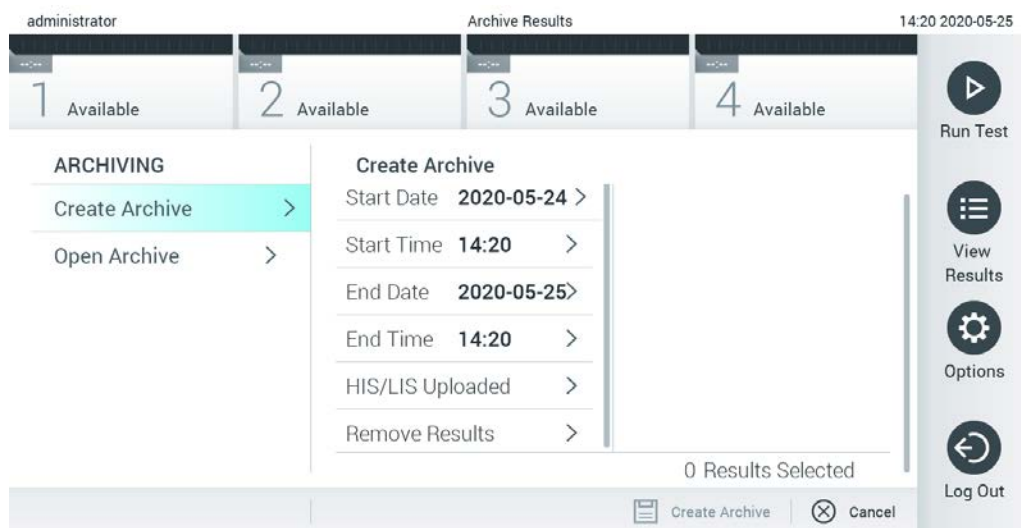 administrator
Archive Results
14:20 2020-05-25
--:--
1 Available
--:--
2 Available
--:--
3 Available
--:--
4 Available
Run Test
View
Results
Options
Log Out
ARCHIVING
Create Archive
Open Archive
Create Archive
Start Date 2020-05-24
Start Time 14:20
End Date 2020-05-25
End Time 14:20
HIS/LIS Uploaded
Remove Results
0 Results Selected
Create Archive
Cancel